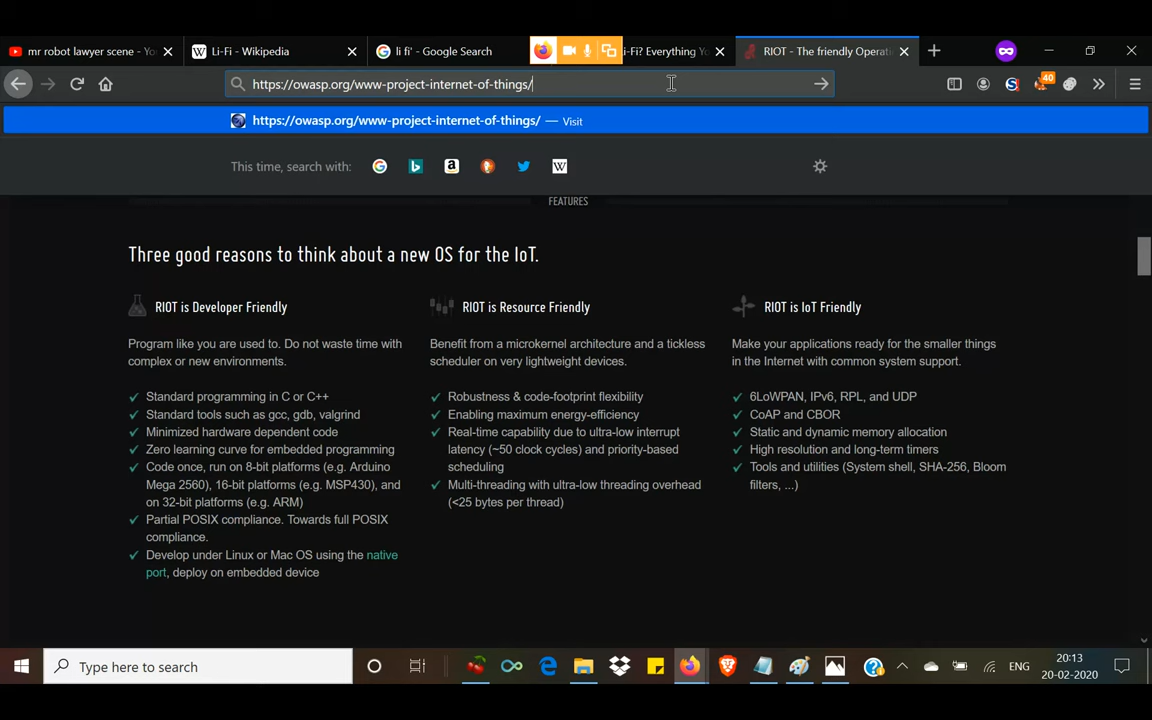 mr robot lawyer scene - Yo
Li-Fi - Wikipedia
li fi' - Google Search
i-Fi? Everything Yo
RIOT - The friendly Operati
https://owasp.org/www-project-internet-of-things/
40
https://owasp.org/www-project-internet-of-things/ — Visit
This time, search with:
FEATURES
Three good reasons to think about a new OS for the IoT.
RIOT is Developer Friendly
Program like you are used to. Do not waste time with
complex or new environments.
Standard programming in C or C++
Standard tools such as gcc, gdb, valgrind
Minimized hardware dependent code
Zero learning curve for embedded programming
Code once, run on 8-bit platforms (e.g. Arduino
Mega 2560), 16-bit platforms (e.g. MSP430), and
on 32-bit platforms (e.g. ARM)
Partial POSIX compliance. Towards full POSIX
compliance.
Develop under Linux or Mac OS using the native
port, deploy on embedded device
RIOT is Resource Friendly
Benefit from a microkernel architecture and a tickless
scheduler on very lightweight devices.
Robustness & code-footprint flexibility
Enabling maximum energy-efficiency
Real-time capability due to ultra-low interrupt
latency (~50 clock cycles) and priority-based
scheduling
Multi-threading with ultra-low threading overhead
(<25 bytes per thread)
RIOT is IoT Friendly
Make your applications ready for the smaller things
in the Internet with common system support.
6LoWPAN, IPv6, RPL, and UDP
CoAP and CBOR
Static and dynamic memory allocation
High resolution and long-term timers
Tools and utilities (System shell, SHA-256, Bloom
filters, ...)
Type here to search
ENG
20:13
20-02-2020